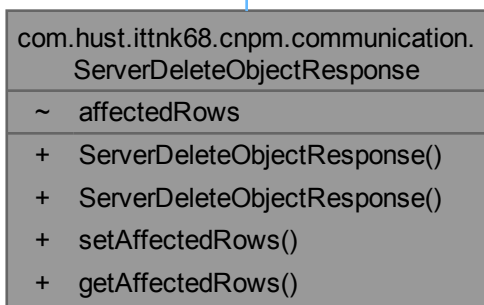 com.hust.ittnk68.cnpm.communication.
ServerDeleteObjectResponse
~ affectedRows
+ ServerDeleteObjectResponse()
+ ServerDeleteObjectResponse()
+ setAffectedRows()
+ getAffectedRows()